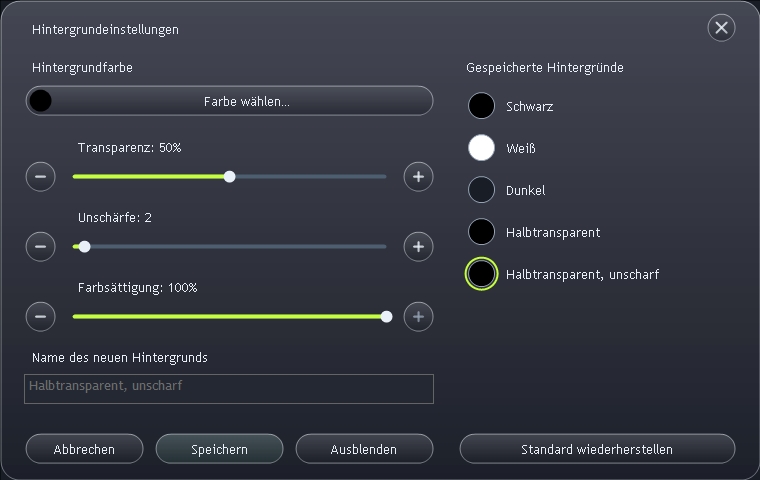 Hintergrundeinstellungen
Hintergrundfarbe
Farbe wählen...
Transparenz: 50%
Unschärfe: 2
Farbsättigung: 100%
Name des neuen Hintergrunds
Halbtransparent, unscharf
Gespeicherte Hintergründe
Schwarz
Weiß
Dunkel
Halbtransparent
Halbtransparent, unscharf
Abbrechen
Speichern
Ausblenden
Standard wiederherstellen